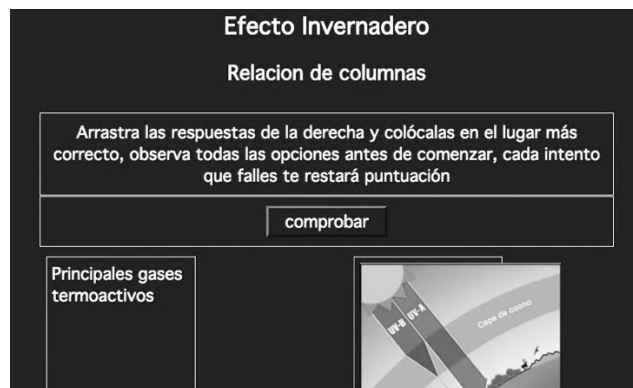 Efecto Invernadero
Relacion de columnas
Arrastra las respuestas de la derecha y colócalas en el lugar más
correcto, observa todas las opciones antes de comenzar, cada intento
que falles te restará puntuación
comprobar
Principales gases
termoactivos
UV-B
UV-A
Capa de ozono